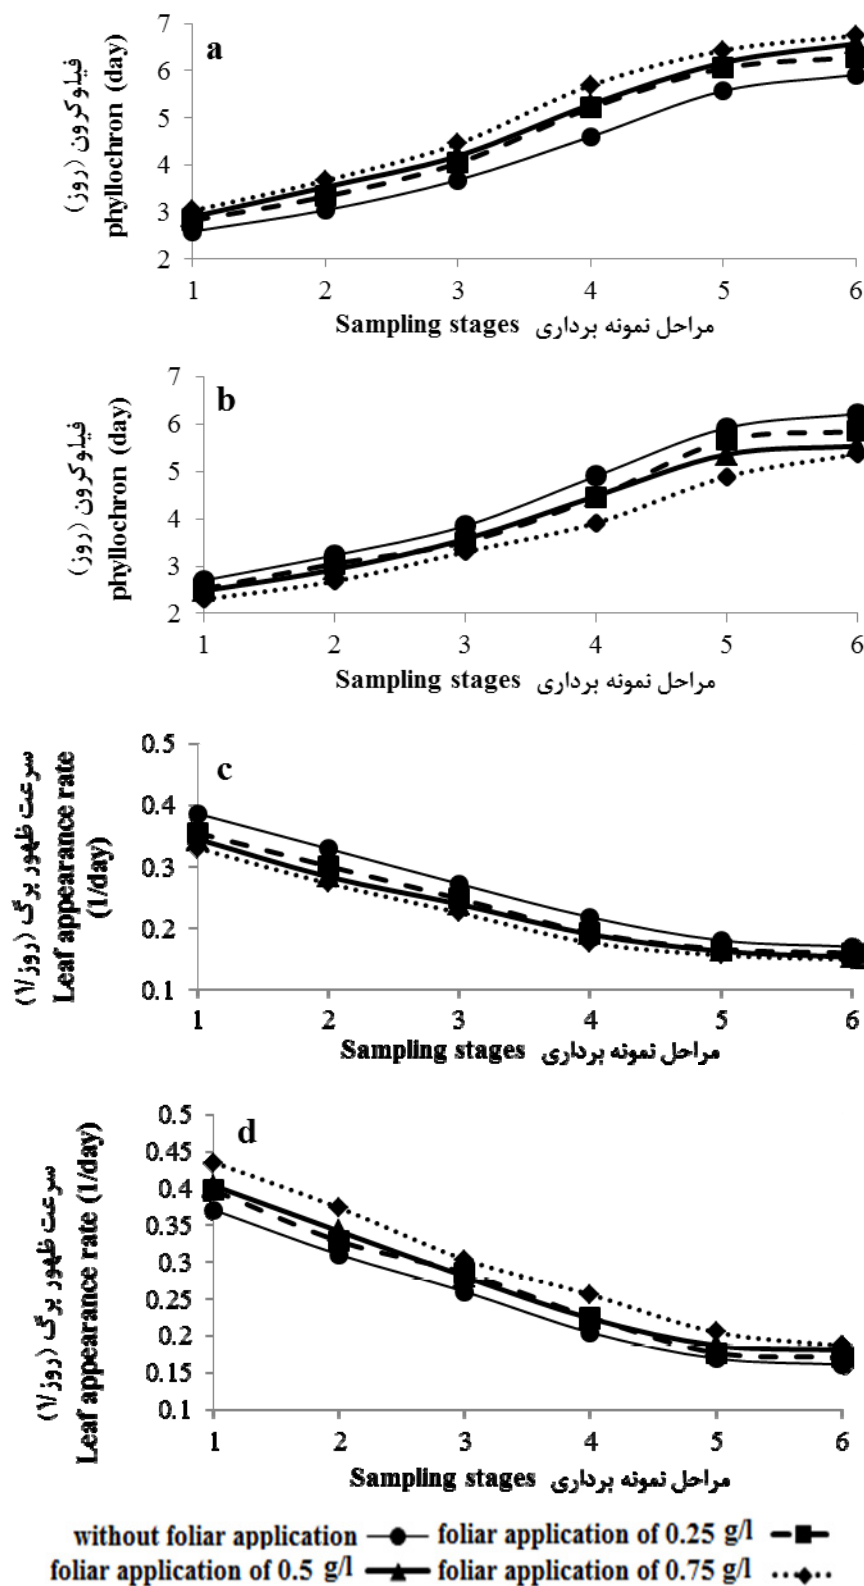 a
7
6
5
4
3
2
فیلوکرون (روز)
phyllochron (day)
1 2 3 4 5 6
Sampling stages مراحل نمونه برداری
b
7
6
5
4
3
2
فیلوکرون (روز)
phyllochron (day)
1 2 3 4 5 6
Sampling stages مراحل نمونه برداری
c
0.5
0.4
0.3
0.2
0.1
سرعت ظهور برگ (روز/۱)
Leaf appearance rate
(1/day)
1 2 3 4 5 6
Sampling stages مراحل نمونه برداری
d
0.5
0.45
0.4
0.35
0.3
0.25
0.2
0.15
0.1
سرعت ظهور برگ (روز/۱)
Leaf appearance rate (1/day)
1 2 3 4 5 6
Sampling stages مراحل نمونه برداری
without foliar application foliar application of 0.25 g/l
foliar application of 0.5 g/l foliar application of 0.75 g/l